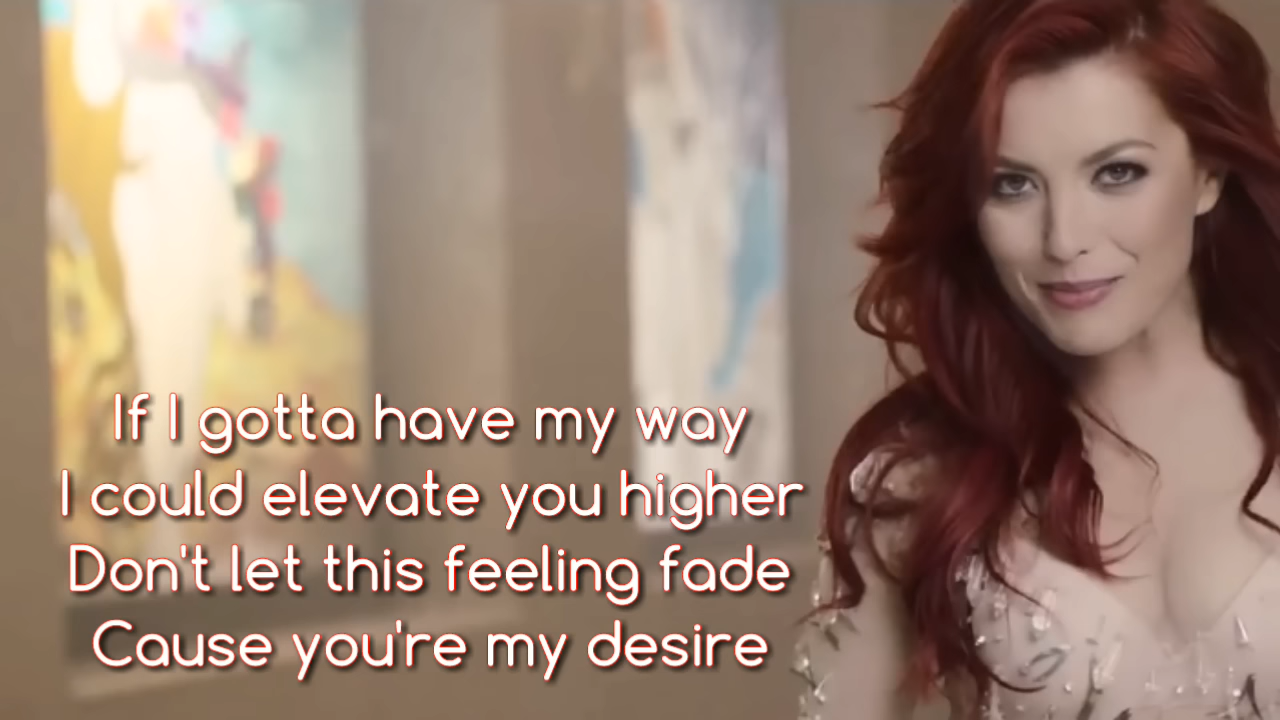 If I gotta have my way
I could elevate you higher
Don't let this feeling fade
Cause you're my desire